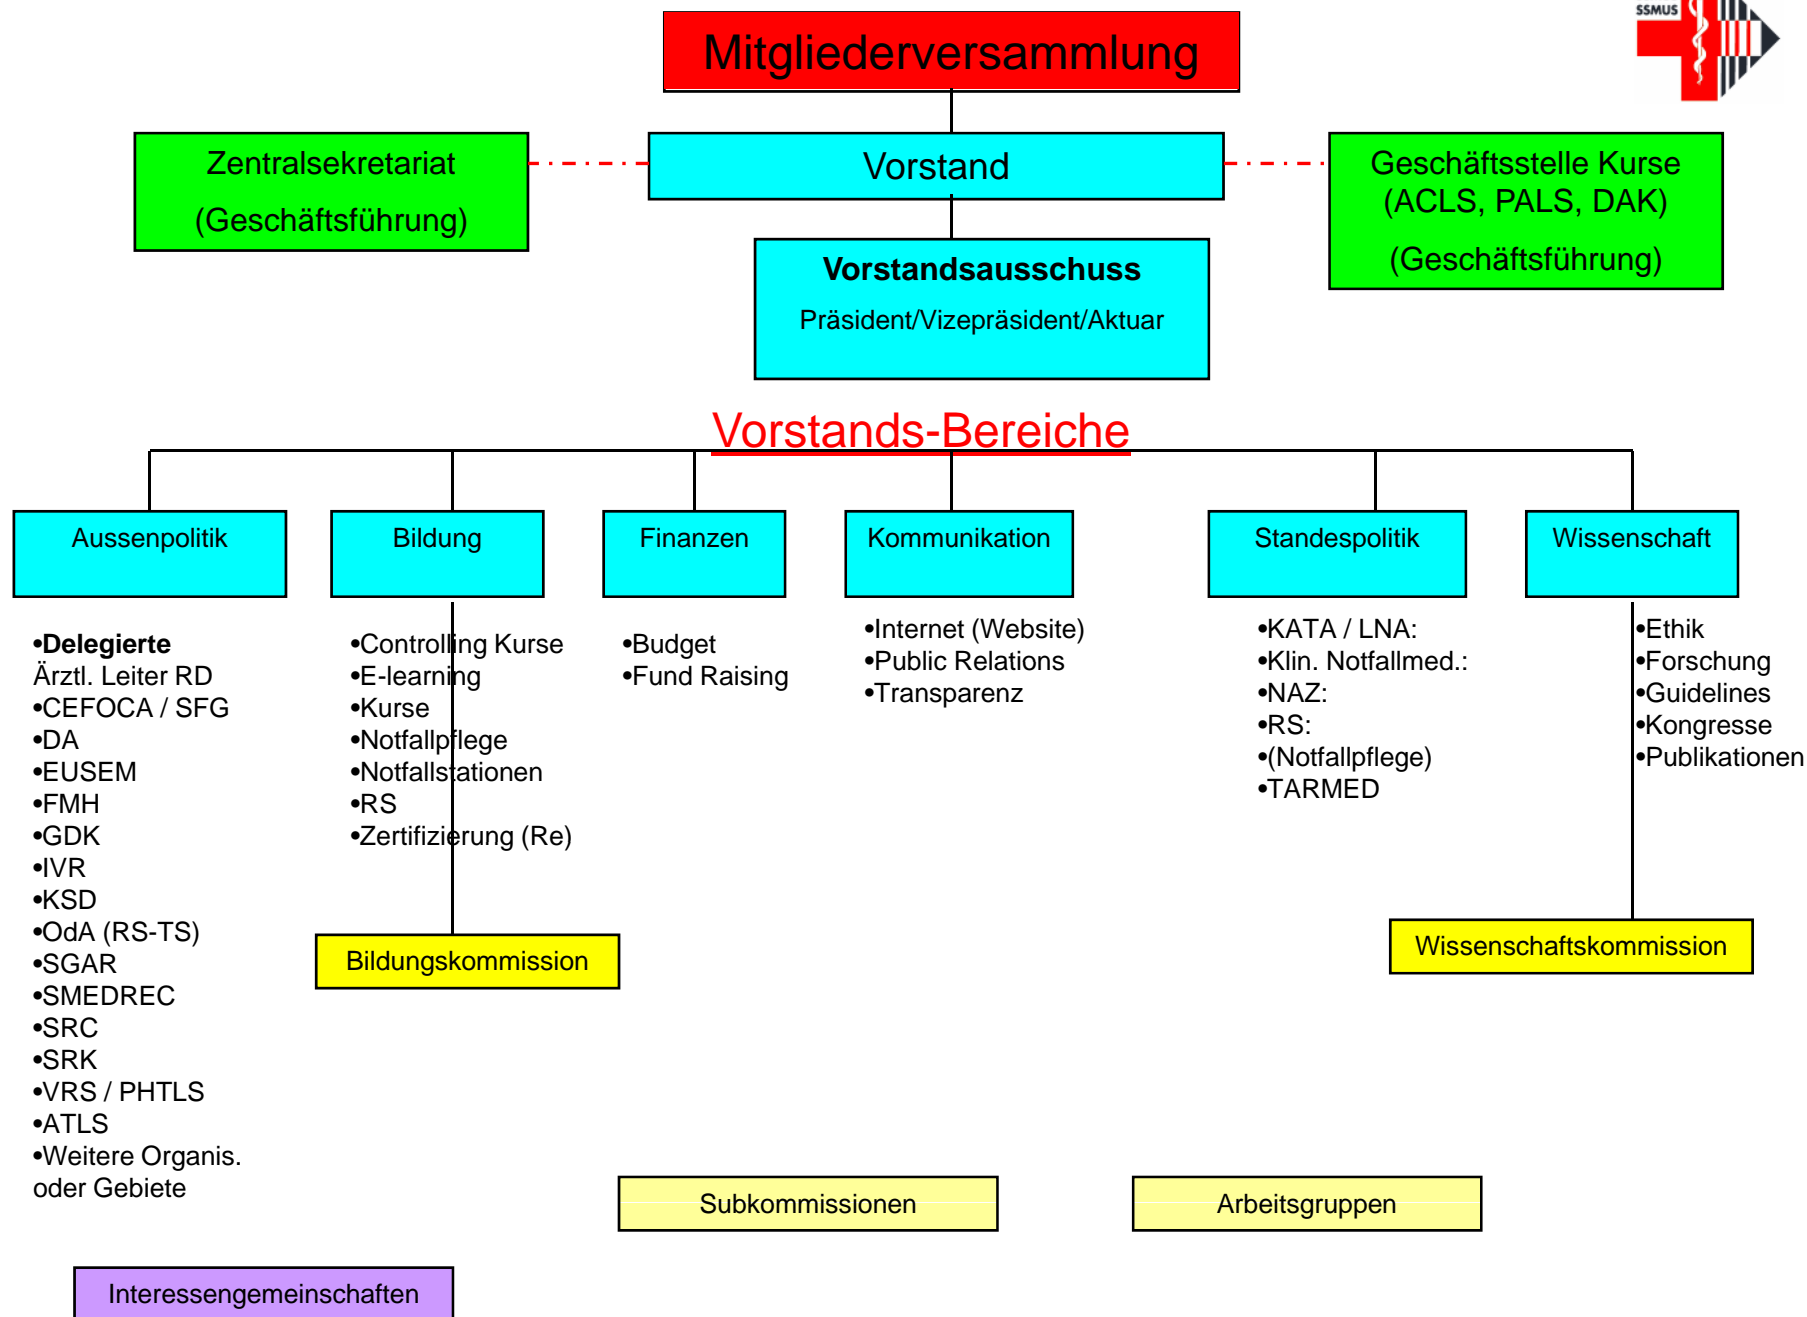 SSMUS
Mitgliederversammlung
Zentralsekretariat
(Geschäftsführung)
Vorstand
Geschäftsstelle Kurse
(ACLS, PALS, DAK)
(Geschäftsführung)
Vorstandsausschuss
Präsident/Vizepräsident/Aktuar
Vorstands-Bereiche
Aussenpolitik
•Delegierte
Ärztl. Leiter RD
•CEFOCA / SFG
•DA
•EUSEM
•FMH
•GDK
•IVR
•KSD
•OdA (RS-TS)
•SGAR
•SMEDREC
•SRC
•SRK
•VRS / PHTLS
•ATLS
•Weitere Organis.
oder Gebiete
Bildung
•Controlling Kurse
•E-learning
•Kurse
•Notfallpflege
•Notfallstationen
•RS
•Zertifizierung (Re)
Bildungskommission
Finanzen
•Budget
•Fund Raising
Kommunikation
•Internet (Website)
•Public Relations
•Transparenz
Standespolitik
•KATA / LNA:
•Klin. Notfallmed.:
•NAZ:
•RS:
•(Notfallpflege)
•TARMED
Wissenschaft
•Ethik
•Forschung
•Guidelines
•Kongresse
•Publikationen
Wissenschaftskommission
Subkommissionen
Arbeitsgruppen
Interessengemeinschaften